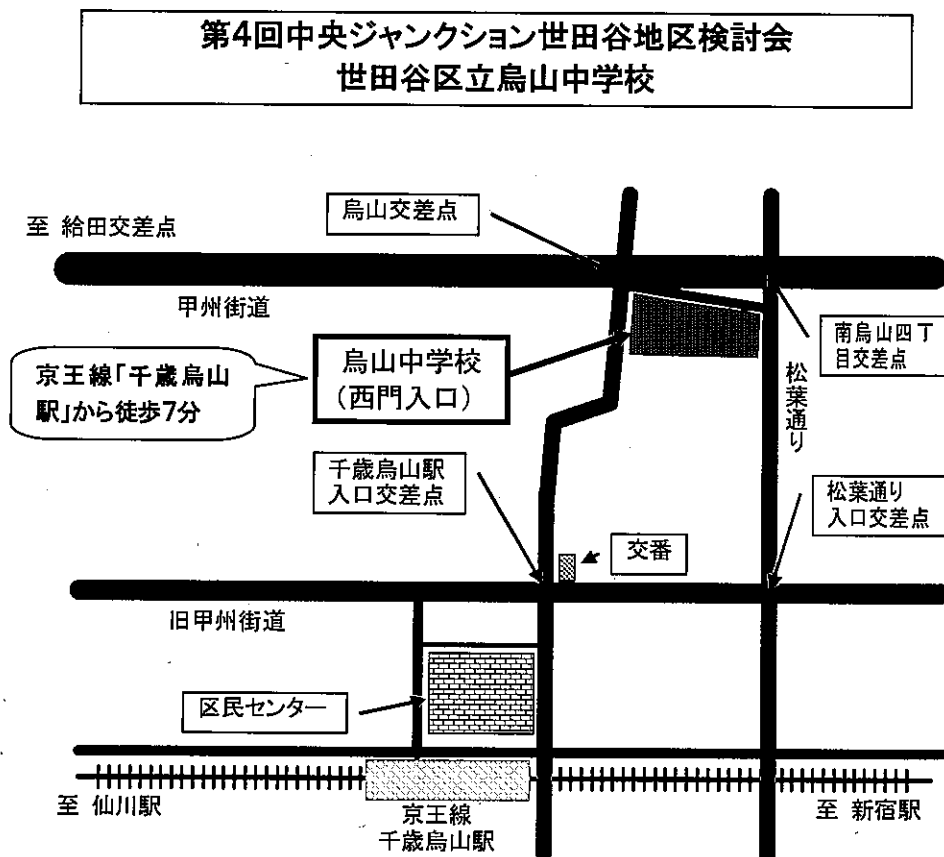 第4回中央ジャンクション世田谷地区検討会
世田谷区立烏山中学校
烏山交差点
至 給田交差点
甲州街道
南烏山四丁
目交差点
京王線「千歳烏山
駅」から徒歩7分
烏山中学校
(西門入口)
松葉通り
千歳烏山駅
入口交差点
松葉通り
入口交差点
交番
旧甲州街道
区民センター
至 仙川駅
京王線
千歳烏山駅
至 新宿駅